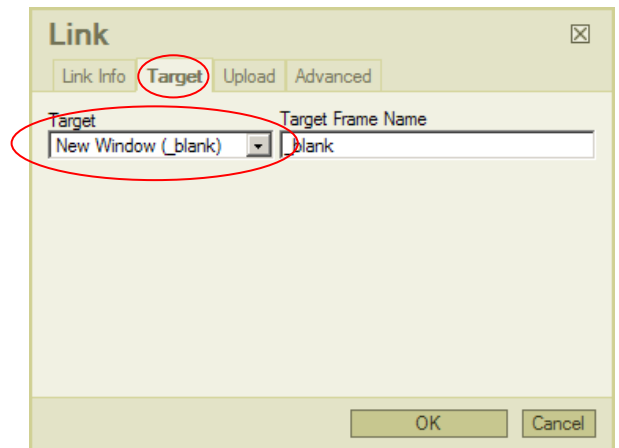 Link
Link Info Target Upload Advanced
Target Target Frame Name
New Window (_blank) _blank
OK Cancel